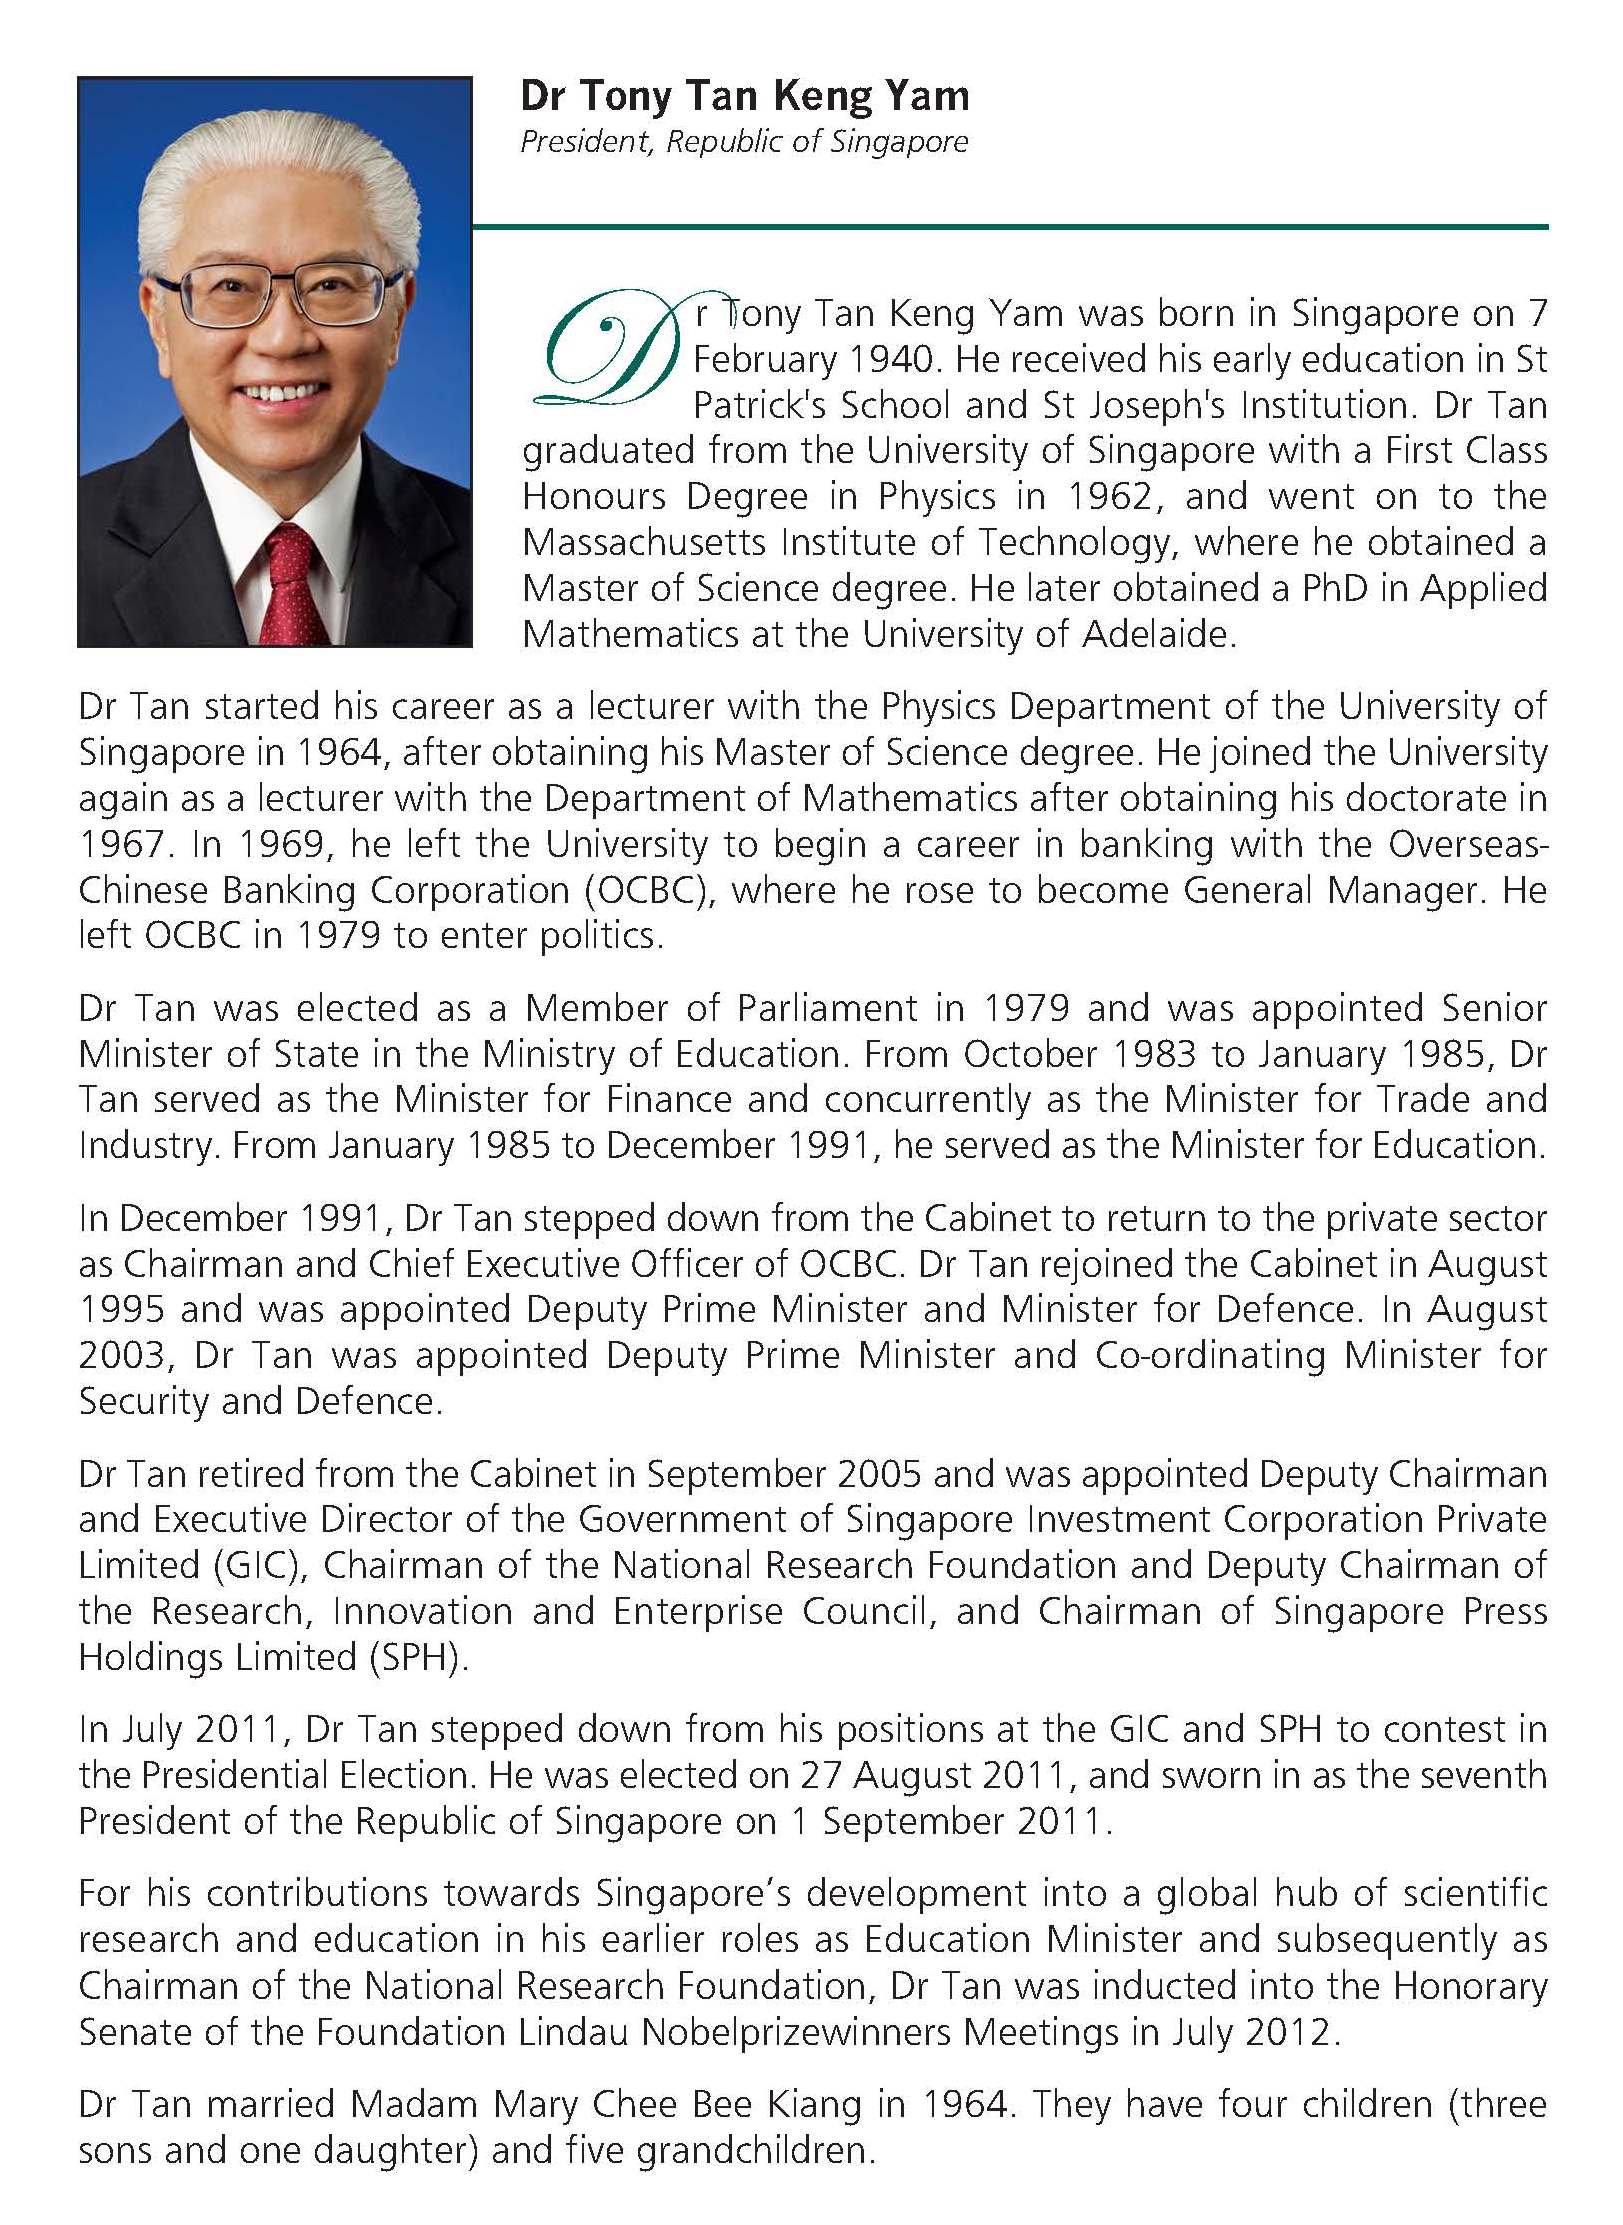 Dr Tony Tan Keng Yam
President, Republic of Singapore
Dr Tony Tan Keng Yam was born in Singapore on 7
February 1940. He received his early education in St
Patrick's School and St Joseph's Institution. Dr Tan
graduated from the University of Singapore with a First Class
Honours Degree in Physics in 1962, and went on to the
Massachusetts Institute of Technology, where he obtained a
Master of Science degree. He later obtained a PhD in Applied
Mathematics at the University of Adelaide.
Dr Tan started his career as a lecturer with the Physics Department of the University of
Singapore in 1964, after obtaining his Master of Science degree. He joined the University
again as a lecturer with the Department of Mathematics after obtaining his doctorate in
1967. In 1969, he left the University to begin a career in banking with the Overseas-
Chinese Banking Corporation (OCBC), where he rose to become General Manager. He
left OCBC in 1979 to enter politics.
Dr Tan was elected as a Member of Parliament in 1979 and was appointed Senior
Minister of State in the Ministry of Education. From October 1983 to January 1985, Dr
Tan served as the Minister for Finance and concurrently as the Minister for Trade and
Industry. From January 1985 to December 1991, he served as the Minister for Education.
In December 1991, Dr Tan stepped down from the Cabinet to return to the private sector
as Chairman and Chief Executive Officer of OCBC. Dr Tan rejoined the Cabinet in August
1995 and was appointed Deputy Prime Minister and Minister for Defence. In August
2003, Dr Tan was appointed Deputy Prime Minister and Co-ordinating Minister for
Security and Defence.
Dr Tan retired from the Cabinet in September 2005 and was appointed Deputy Chairman
and Executive Director of the Government of Singapore Investment Corporation Private
Limited (GIC), Chairman of the National Research Foundation and Deputy Chairman of
the Research, Innovation and Enterprise Council, and Chairman of Singapore Press
Holdings Limited (SPH).
In July 2011, Dr Tan stepped down from his positions at the GIC and SPH to contest in
the Presidential Election. He was elected on 27 August 2011, and sworn in as the seventh
President of the Republic of Singapore on 1 September 2011.
For his contributions towards Singapore’s development into a global hub of scientific
research and education in his earlier roles as Education Minister and subsequently as
Chairman of the National Research Foundation, Dr Tan was inducted into the Honorary
Senate of the Foundation Lindau Nobelprizewinners Meetings in July 2012.
Dr Tan married Madam Mary Chee Bee Kiang in 1964. They have four children (three
sons and one daughter) and five grandchildren.